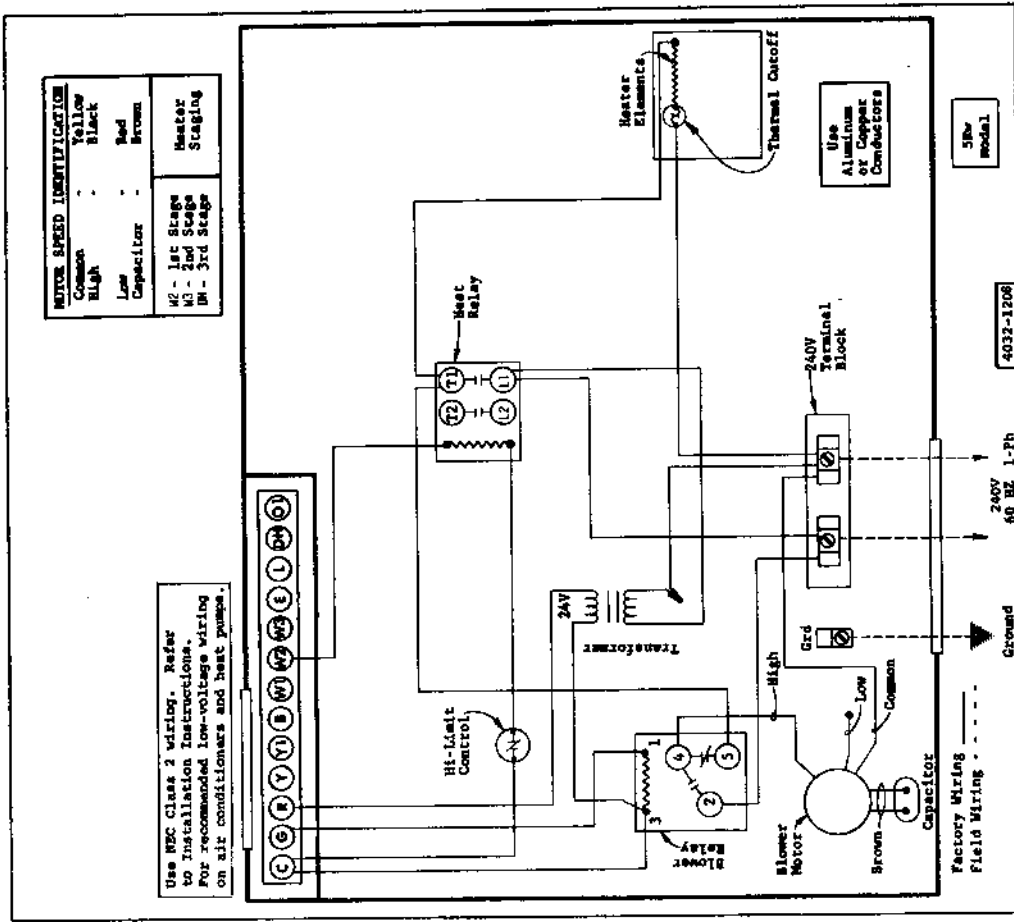 MOTOR SPEED IDENTIFICATION
Common - Yellow
High - Black
Low - Red
Capacitor - Brown
W2 - 1st Stage
W3 - 2nd Stage
DH - 3rd Stage
Heater
Staging
Use NEC Class 2 wiring. Refer
to Installation Instructions.
For recommended low-voltage wiring
on air conditioners and heat pumps.
C G R Y Y1 B W1 W2 W3 E L DH O1
Heat
Relay
T2 T1
L2 L1
Heater
Elements
Thermal Cutoff
Hi-Limit
Control
24V
Transformer
Blower
Relay
3 1
4
2 5
High
Low
Common
Blower
Motor
Brown
Capacitor
Grd
240V
Terminal
Block
Use
Aluminum
or Copper
Conductors
Ground
240V
60 HZ 1-Ph
Factory Wiring
Field Wiring
4032-1206
5Kw
Model